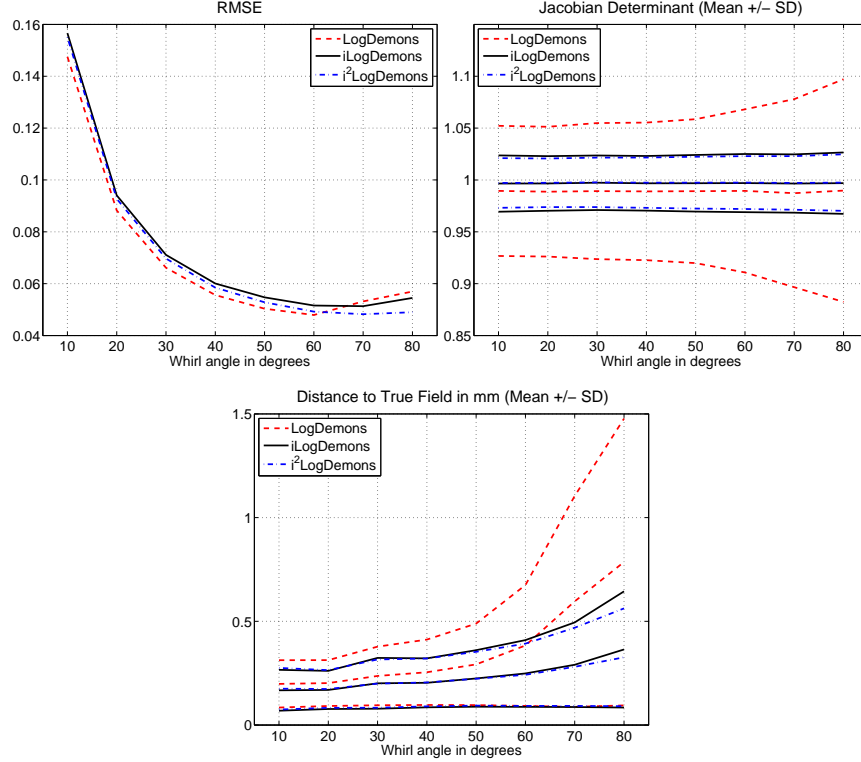 RMSE
0.16
0.14
0.12
0.1
0.08
0.06
0.04
LogDemons
iLogDemons
i²LogDemons
10 20 30 40 50 60 70 80
Whirl angle in degrees
Jacobian Determinant (Mean +/− SD)
1.1
1.05
1
0.95
0.9
0.85
LogDemons
iLogDemons
i²LogDemons
10 20 30 40 50 60 70 80
Whirl angle in degrees
Distance to True Field in mm (Mean +/− SD)
1.5
1
0.5
0
LogDemons
iLogDemons
i²LogDemons
10 20 30 40 50 60 70 80
Whirl angle in degrees